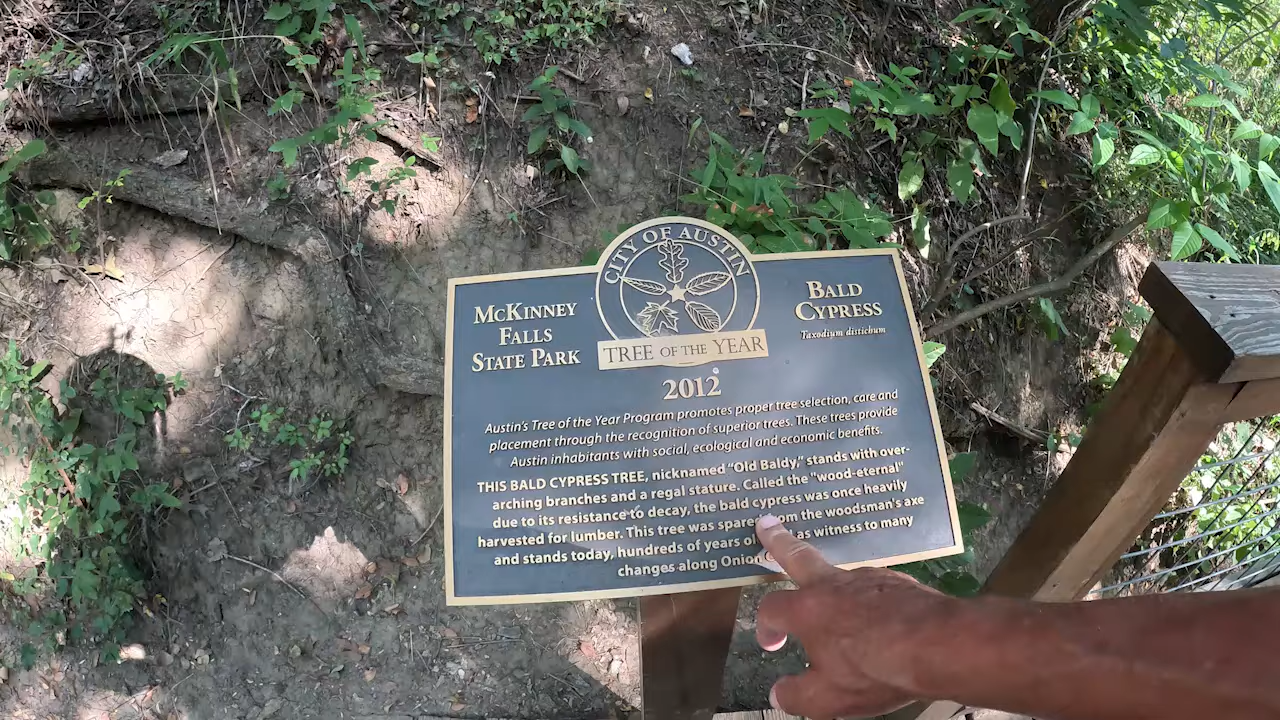 CITY OF AUSTIN
McKINNEY
FALLS
STATE PARK
BALD
CYPRESS
Taxodium distichum
TREE OF THE YEAR
2012
Austin's Tree of the Year Program promotes proper tree selection, care and
placement through the recognition of superior trees. These trees provide
Austin inhabitants with social, ecological and economic benefits.
THIS BALD CYPRESS TREE, nicknamed "Old Baldy," stands with over-
arching branches and a regal stature. Called the "wood-eternal"
due to its resistance to decay, the bald cypress was once heavily
harvested for lumber. This tree was spared from the woodsman's axe
and stands today, hundreds of years as witness to many
changes along Onion